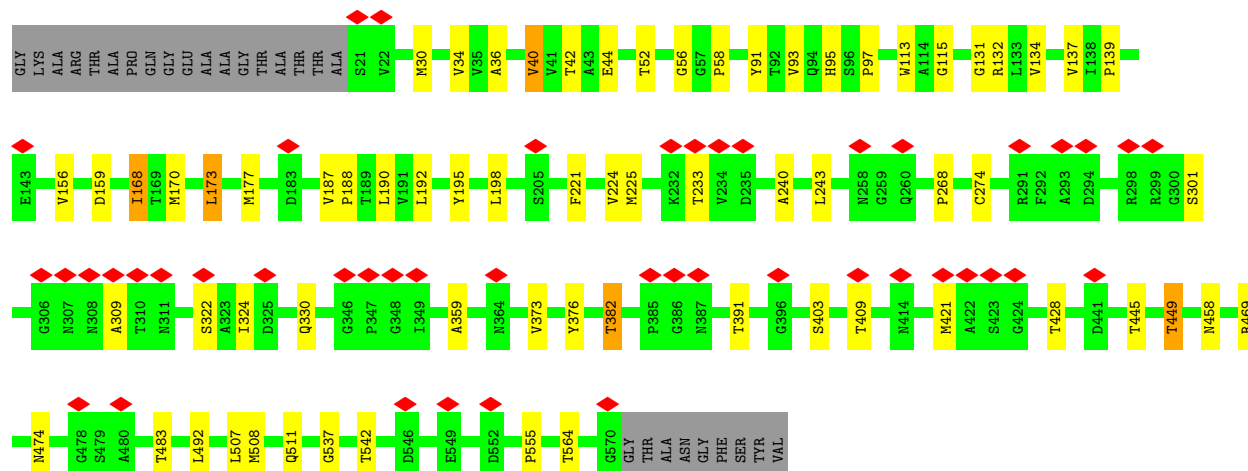 GLY LYS ALA ARG THR ALA PRO GLN GLY GLU ALA ALA GLY THR ALA THR THR ALA S21 V22 M30 V34 V35 A36 V40 V41 T42 A43 E44 T52 G56 G57 P58 Y91 T92 V93 Q94 H95 S96 P97 W113 A114 G115 G131 R132 L133 V134 V137 I138 P139
E143 V156 D159 I168 T169 M170 L173 M177 D183 V187 P188 T189 L190 V191 L192 Y195 L198 S205 F221 V224 M225 K232 T233 V234 D235 A240 L243 N258 G259 Q260 P268 C274 R291 F292 A293 D294 R298 R299 G300 S301
G306 N307 N308 A309 T310 N311 S322 A323 I324 D325 Q330 G346 P347 G348 I349 A359 N364 V373 Y376 T382 P385 G386 N387 T391 G396 S403 T409 N414 M421 A422 S423 G424 T428 D441 T445 T449 N458 R469
N474 G478 S479 A480 T483 L492 L507 M508 Q511 G537 T542 D546 E549 D552 P555 T564 G570 GLY THR ALA ASN GLY PHE SER TYR VAL